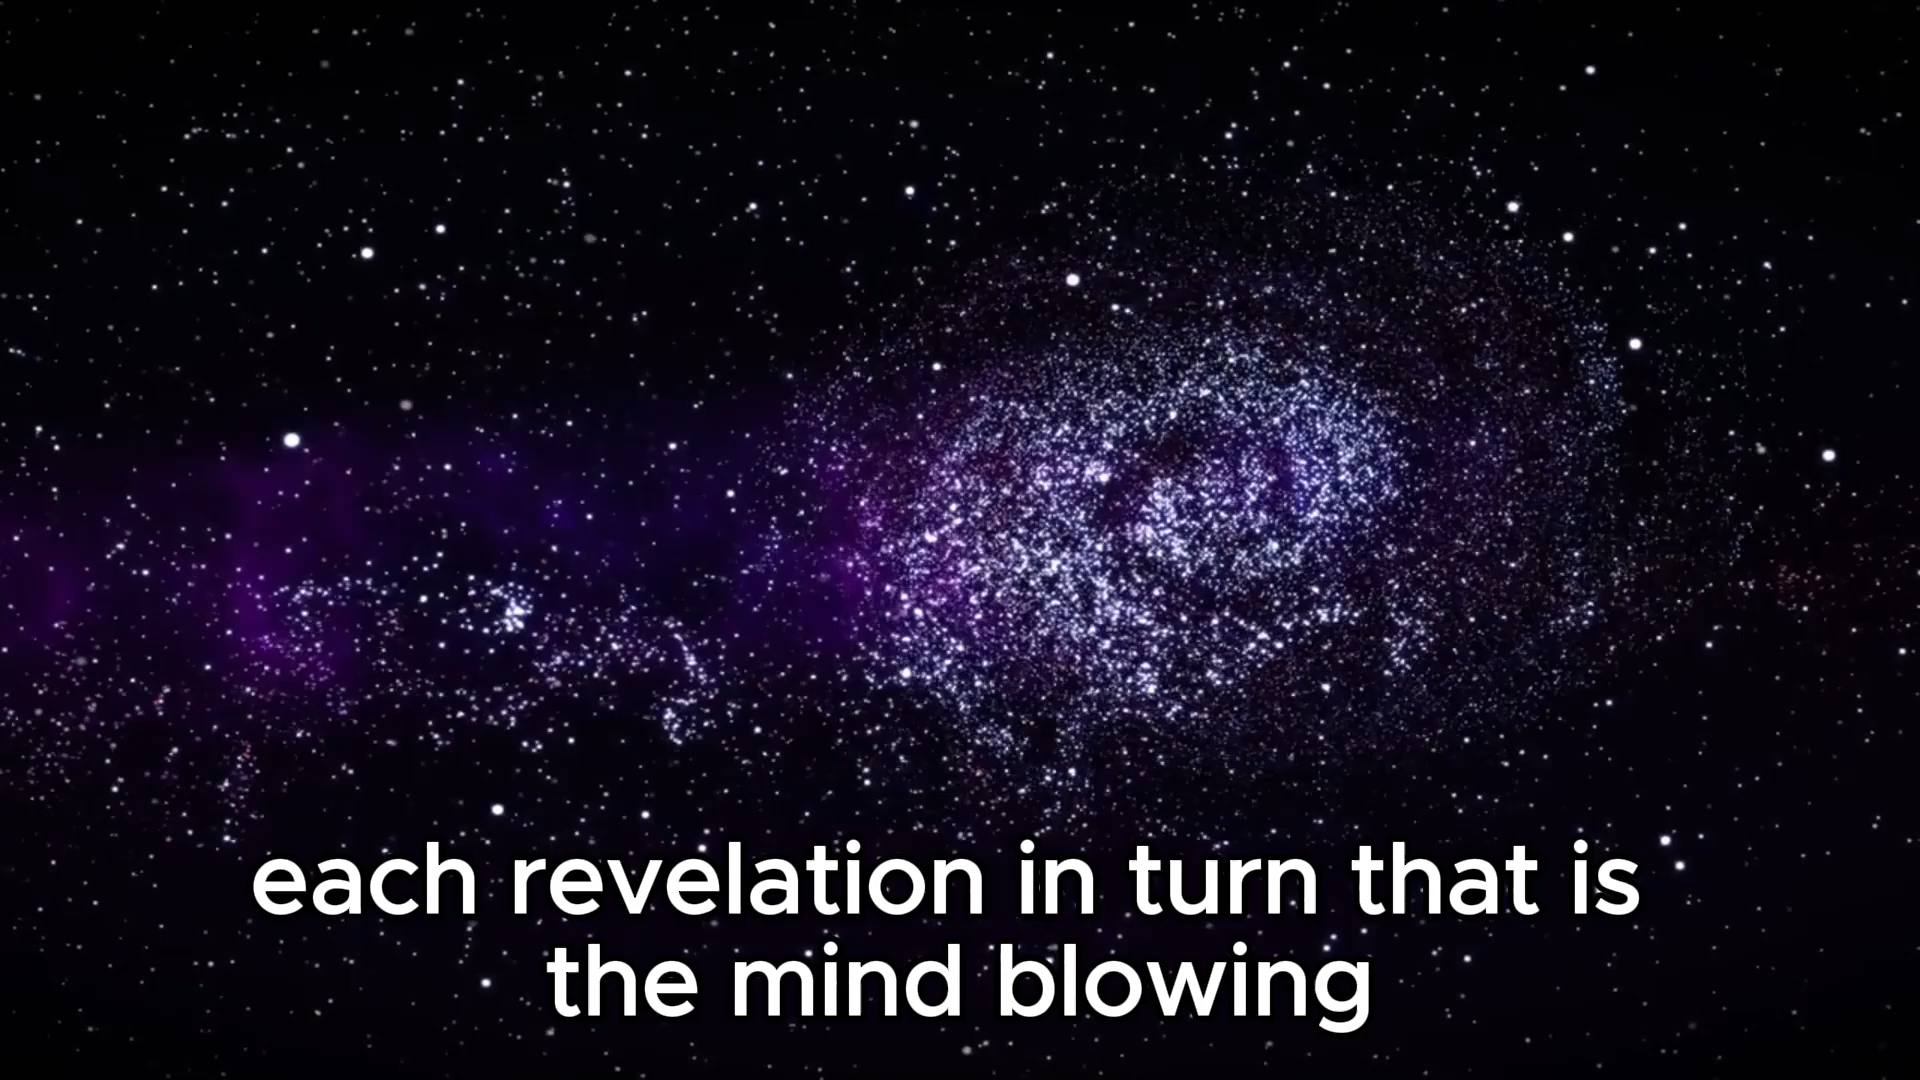 each revelation in turn that is
the mind blowing